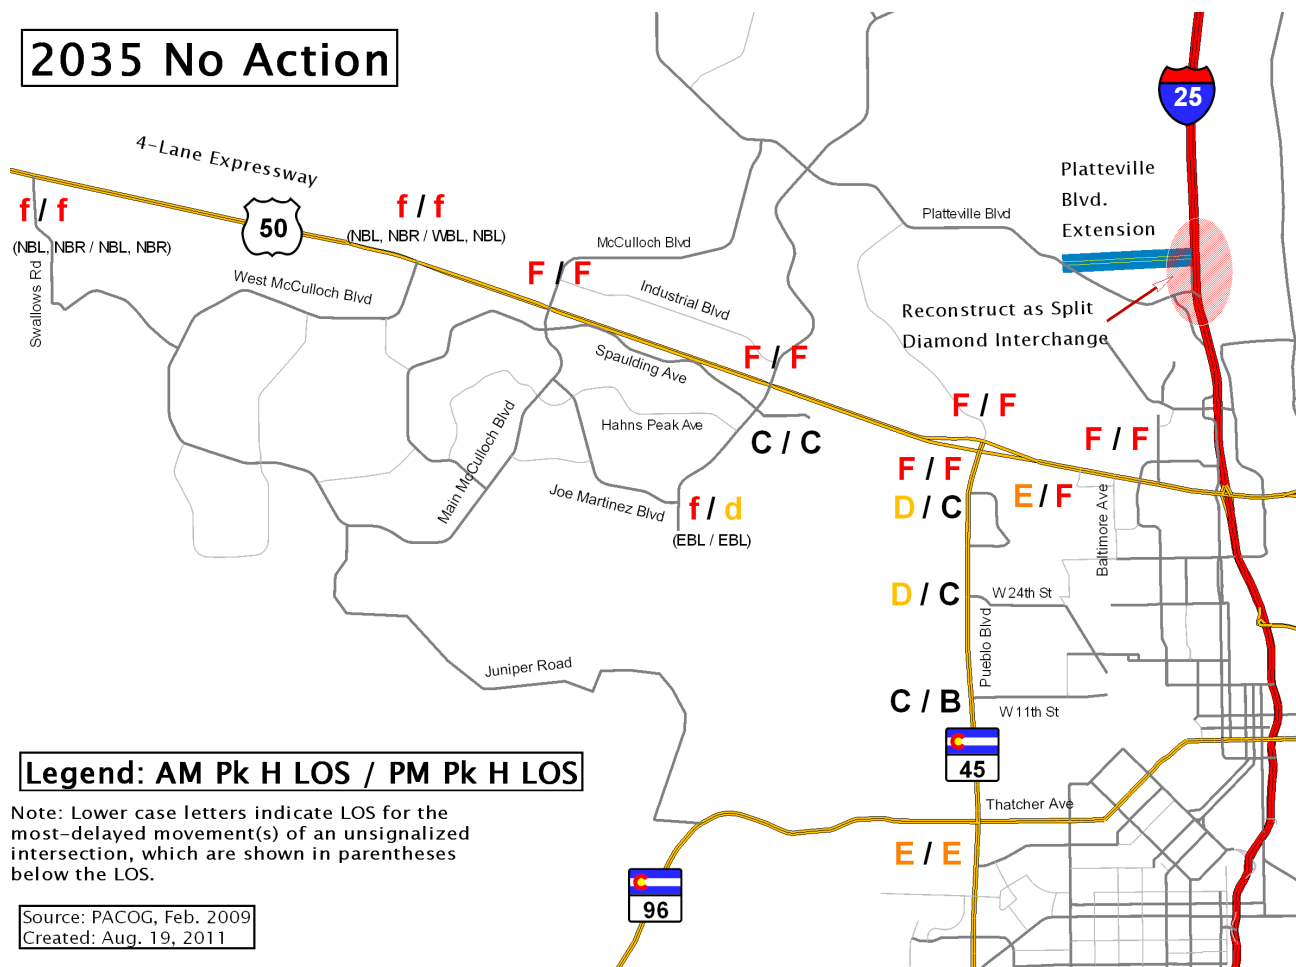 2035 No Action
4-Lane Expressway
25
Platteville
Blvd.
Extension
f / f
(NBL, NBR / NBL, NBR)
50
f / f
(NBL, NBR / WBL, NBL)
Platteville Blvd
McCulloch Blvd
Swallows Rd
West McCulloch Blvd
F / F
Industrial Blvd
Reconstruct as Split
Diamond Interchange
Spaulding Ave
F / F
Main McCulloch Blvd
Hahns Peak Ave
C / C
F / F
F / F
F / F
E / F
D / C
Joe Martinez Blvd
f / d
(EBL / EBL)
Baltimore Ave
D / C
W 24th St
Pueblo Blvd
Juniper Road
C / B
W 11th St
45
Legend: AM Pk H LOS / PM Pk H LOS
Thatcher Ave
Note: Lower case letters indicate LOS for the
most-delayed movement(s) of an unsignalized
intersection, which are shown in parentheses
below the LOS.
E / E
96
Source: PACOG, Feb. 2009
Created: Aug. 19, 2011